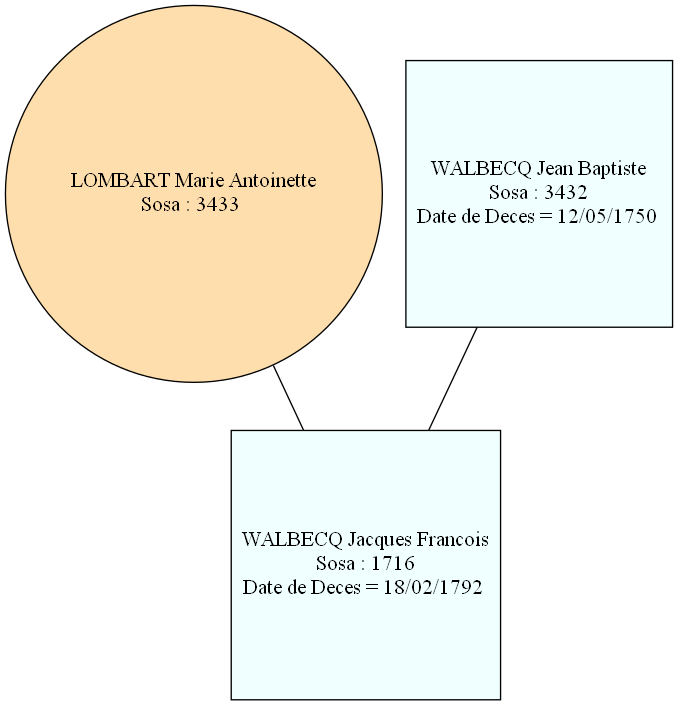 LOMBART Marie Antoinette
Sosa : 3433
WALBECQ Jean Baptiste
Sosa : 3432
Date de Deces = 12/05/1750
WALBECQ Jacques Francois
Sosa : 1716
Date de Deces = 18/02/1792